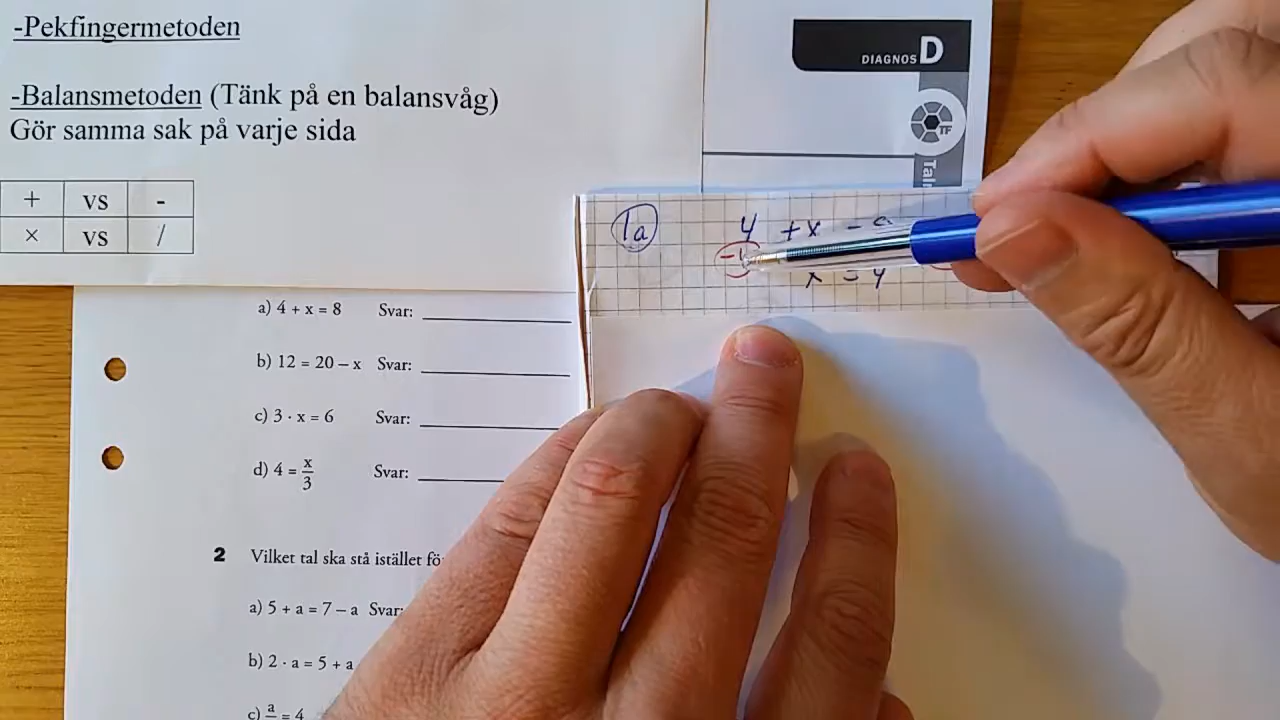 -Pekfingermetoden
-Balansmetoden (Tänk på en balansvåg)
Gör samma sak på varje sida
+ vs -
× vs /
DIAGNOS D
TF
Tal
1a) 4 + x =
x = 4
a) 4 + x = 8 Svar:
b) 12 = 20 – x Svar:
c) 3 · x = 6 Svar:
d) 4 = x/3 Svar:
2 Vilket tal ska stå istället fö
a) 5 + a = 7 – a Svar:
b) 2 · a = 5 + a
c) a = 4